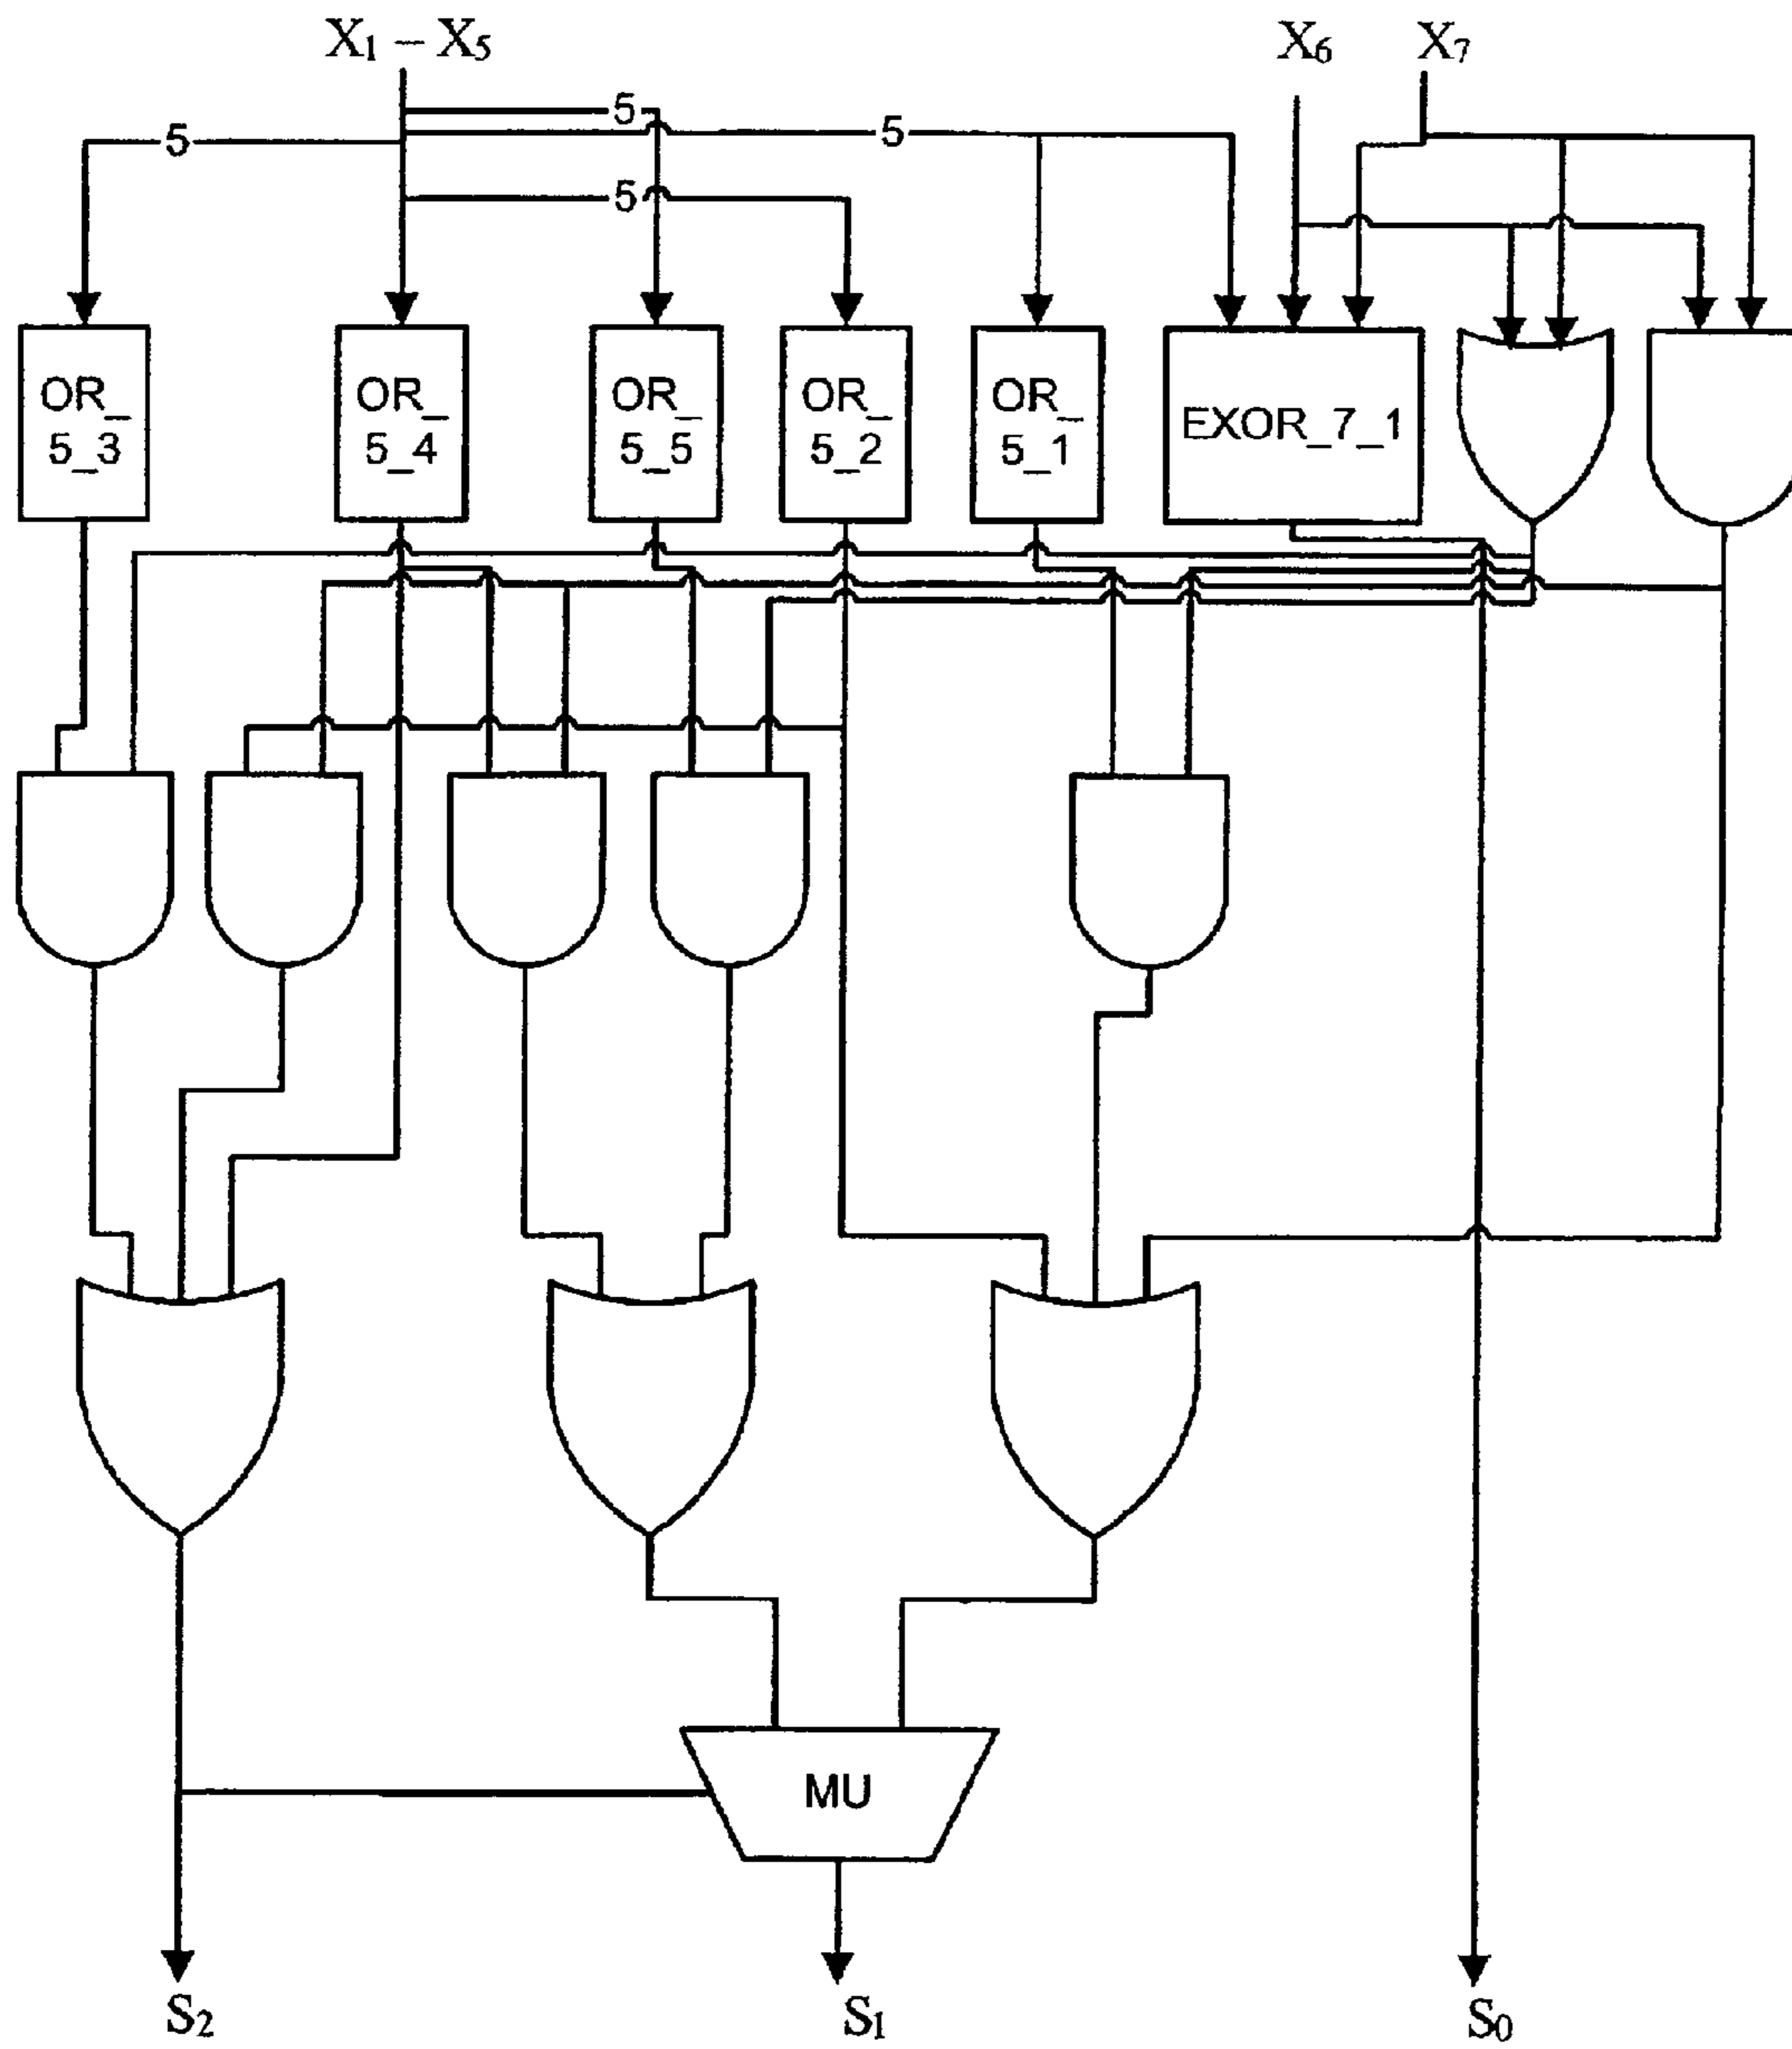 X₁ – X₅
X₆
X₇
5
5
5
5
OR_
5_3
OR_
5_4
OR_
5_5
OR_
5_2
OR_
5_1
EXOR_7_1
MU
S₂
S₁
S₀